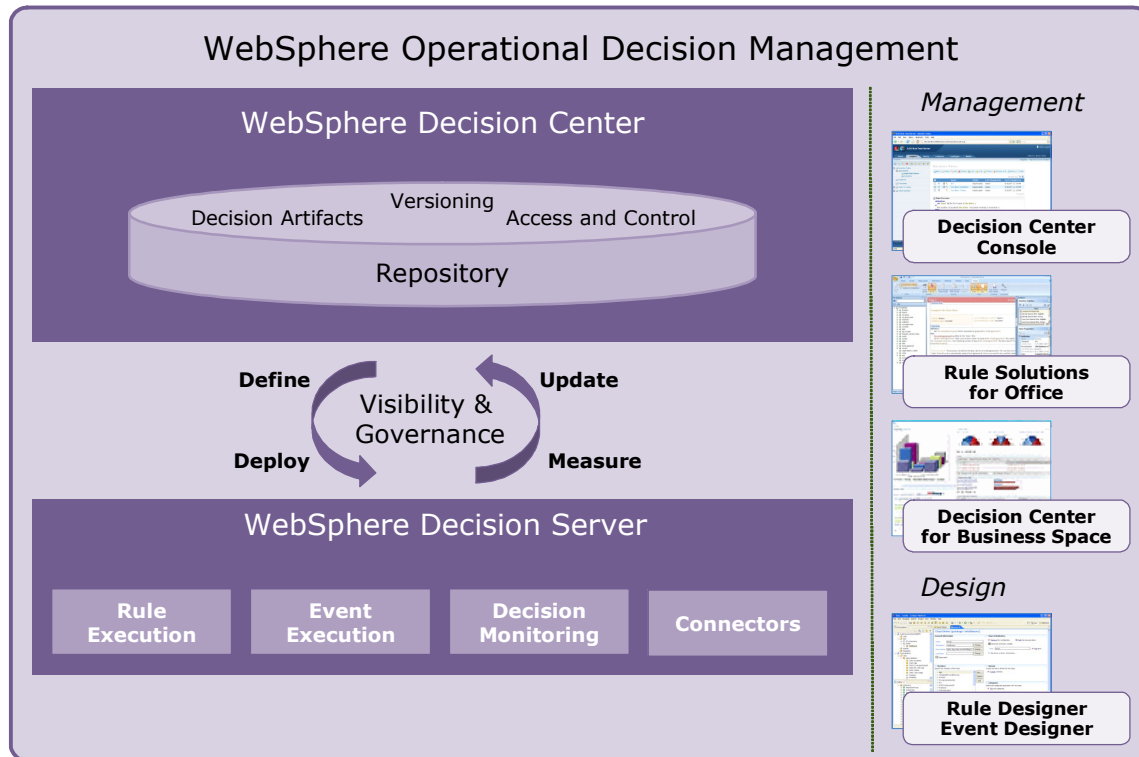 WebSphere Operational Decision Management
WebSphere Decision Center
Versioning
Decision Artifacts
Access and Control
Repository
Define
Update
Visibility &
Governance
Deploy
Measure
WebSphere Decision Server
Rule
Execution
Event
Execution
Decision
Monitoring
Connectors
Management
Decision Center
Console
Rule Solutions
for Office
Decision Center
for Business Space
Design
Rule Designer
Event Designer